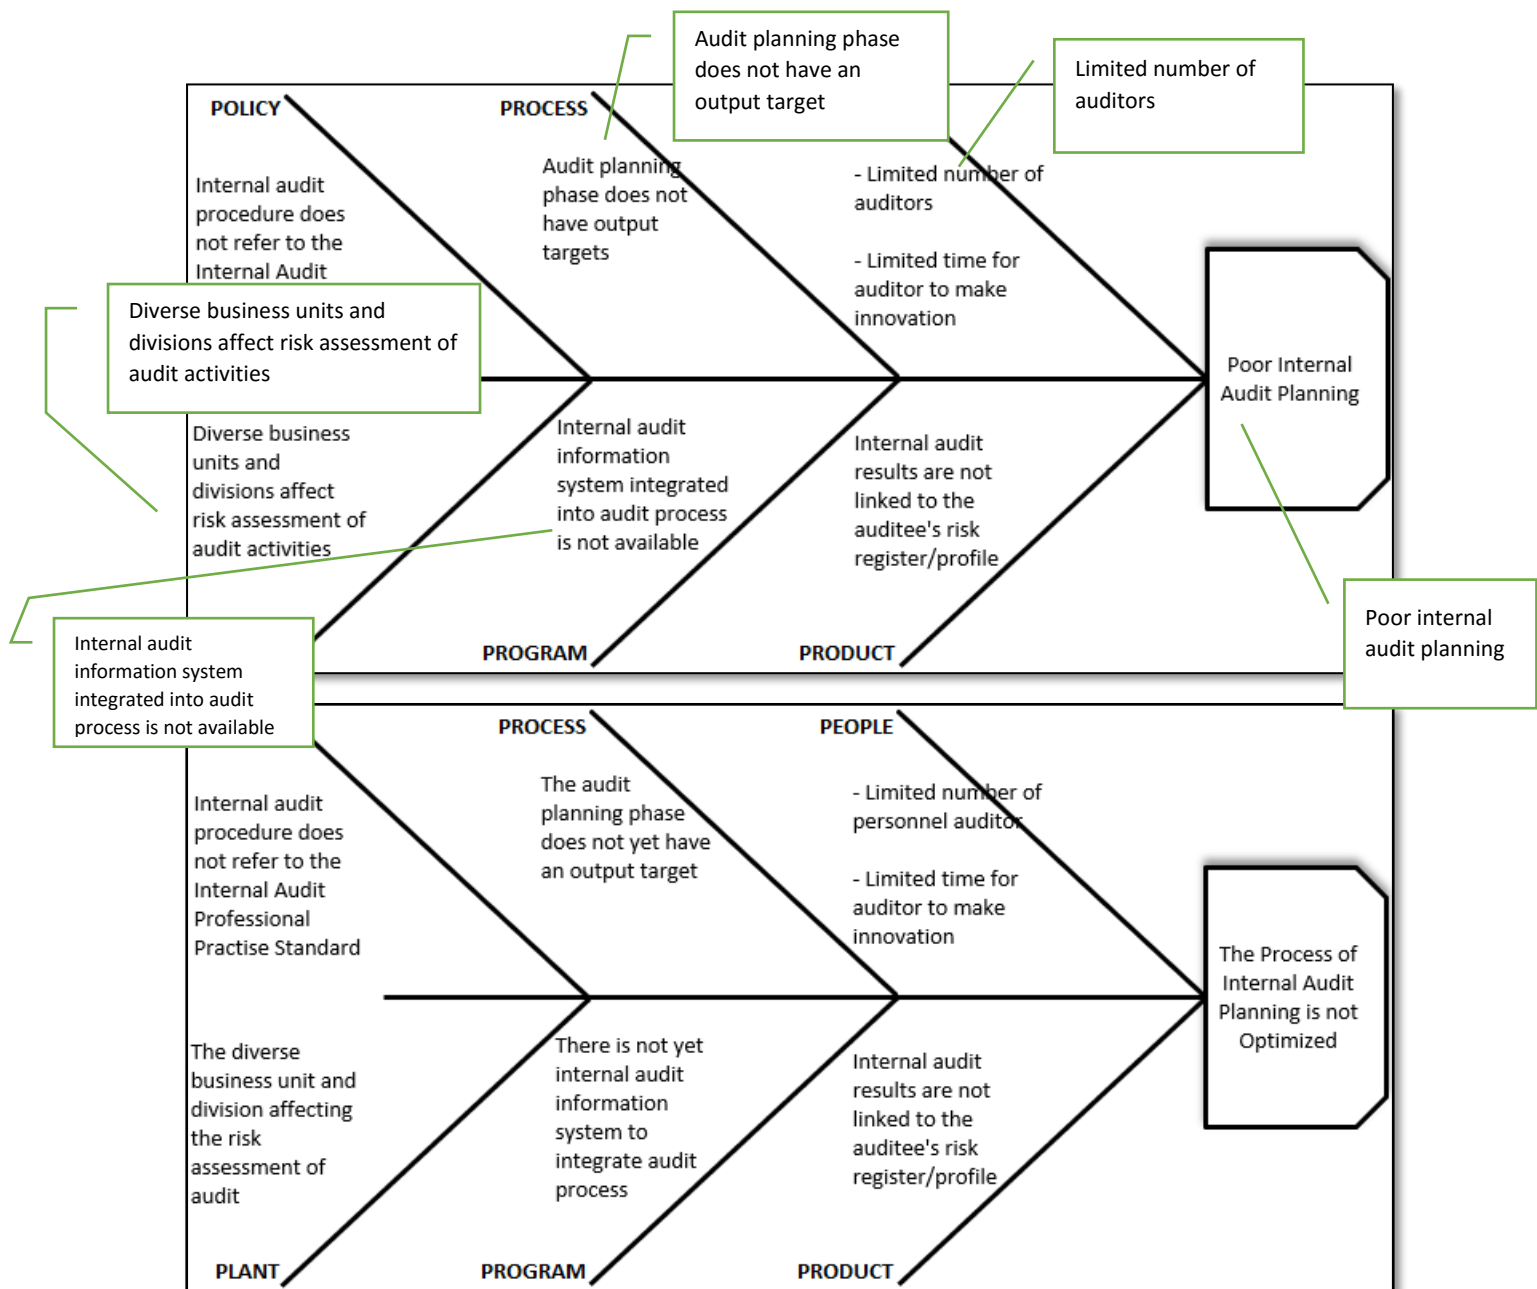 Audit planning phase
does not have an
output target
Limited number of
auditors
POLICY
PROCESS
Internal audit
procedure does
not refer to the
Internal Audit
Audit planning
phase does not
have output
targets
- Limited number of
auditors
- Limited time for
auditor to make
innovation
Diverse business units and
divisions affect risk assessment of
audit activities
Poor Internal
Audit Planning
Diverse business
units and
divisions affect
risk assessment of
audit activities
Internal audit
information
system integrated
into audit process
is not available
Internal audit
results are not
linked to the
auditee's risk
register/profile
Internal audit
information system
integrated into audit
process is not available
PROGRAM
PRODUCT
Poor internal
audit planning
PROCESS
PEOPLE
Internal audit
procedure does
not refer to the
Internal Audit
Professional
Practise Standard
The audit
planning phase
does not yet have
an output target
- Limited number of
personnel auditor
- Limited time for
auditor to make
innovation
The Process of
Internal Audit
Planning is not
Optimized
The diverse
business unit and
division affecting
the risk
assessment of
audit
There is not yet
internal audit
information
system to
integrate audit
process
Internal audit
results are not
linked to the
auditee's risk
register/profile
PLANT
PROGRAM
PRODUCT